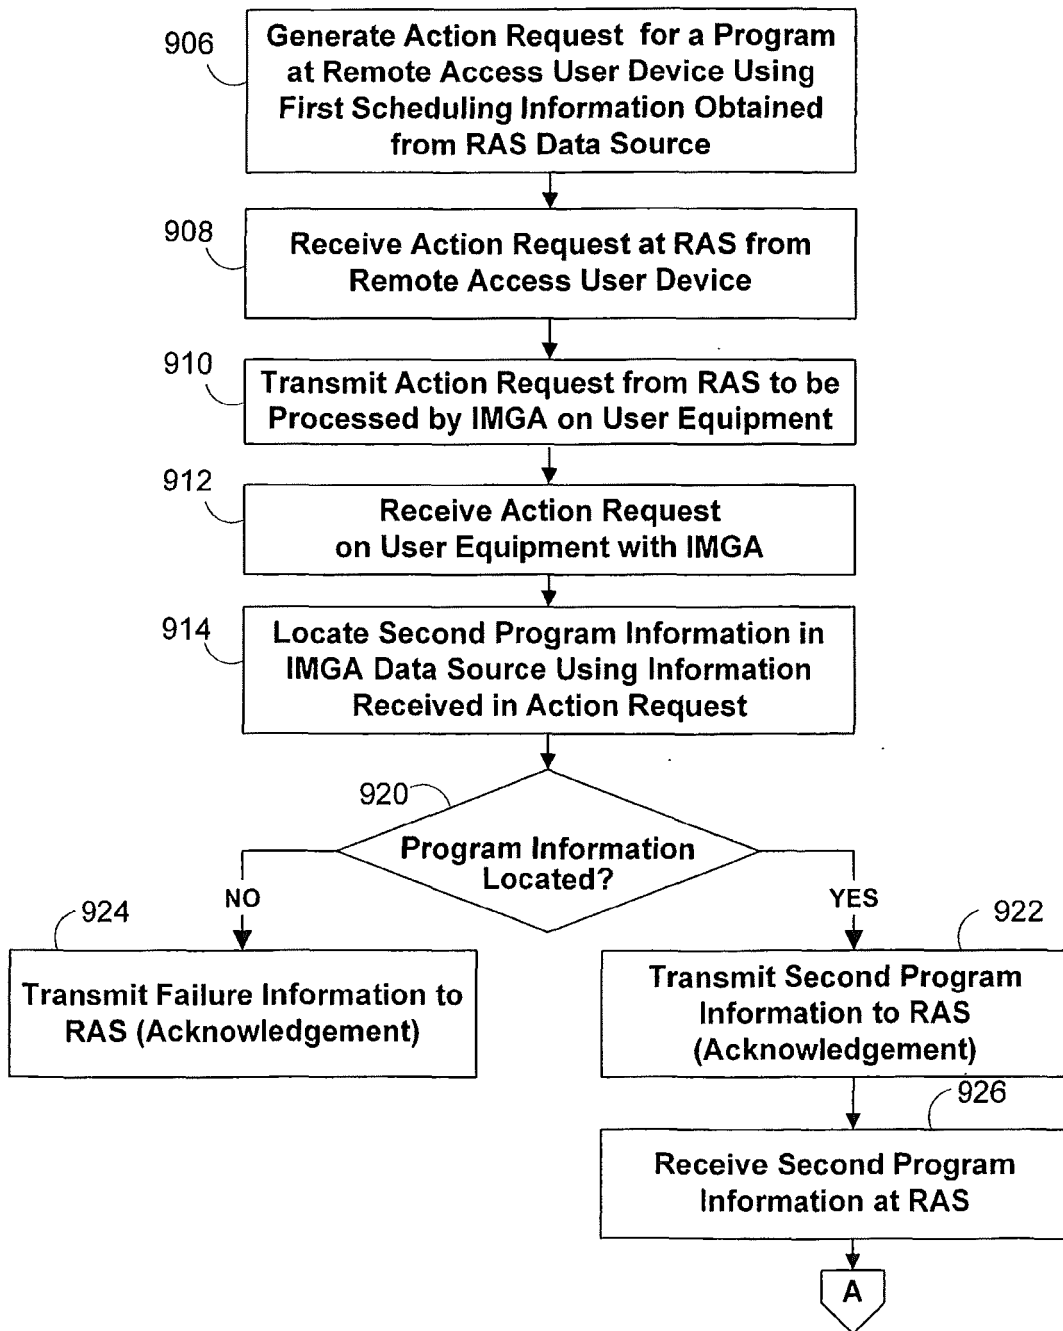 906
Generate Action Request for a Program
at Remote Access User Device Using
First Scheduling Information Obtained
from RAS Data Source
908
Receive Action Request at RAS from
Remote Access User Device
910
Transmit Action Request from RAS to be
Processed by IMGA on User Equipment
912
Receive Action Request
on User Equipment with IMGA
914
Locate Second Program Information in
IMGA Data Source Using Information
Received in Action Request
920
Program Information
Located?
NO
YES
924
Transmit Failure Information to
RAS (Acknowledgement)
922
Transmit Second Program
Information to RAS
(Acknowledgement)
926
Receive Second Program
Information at RAS
A